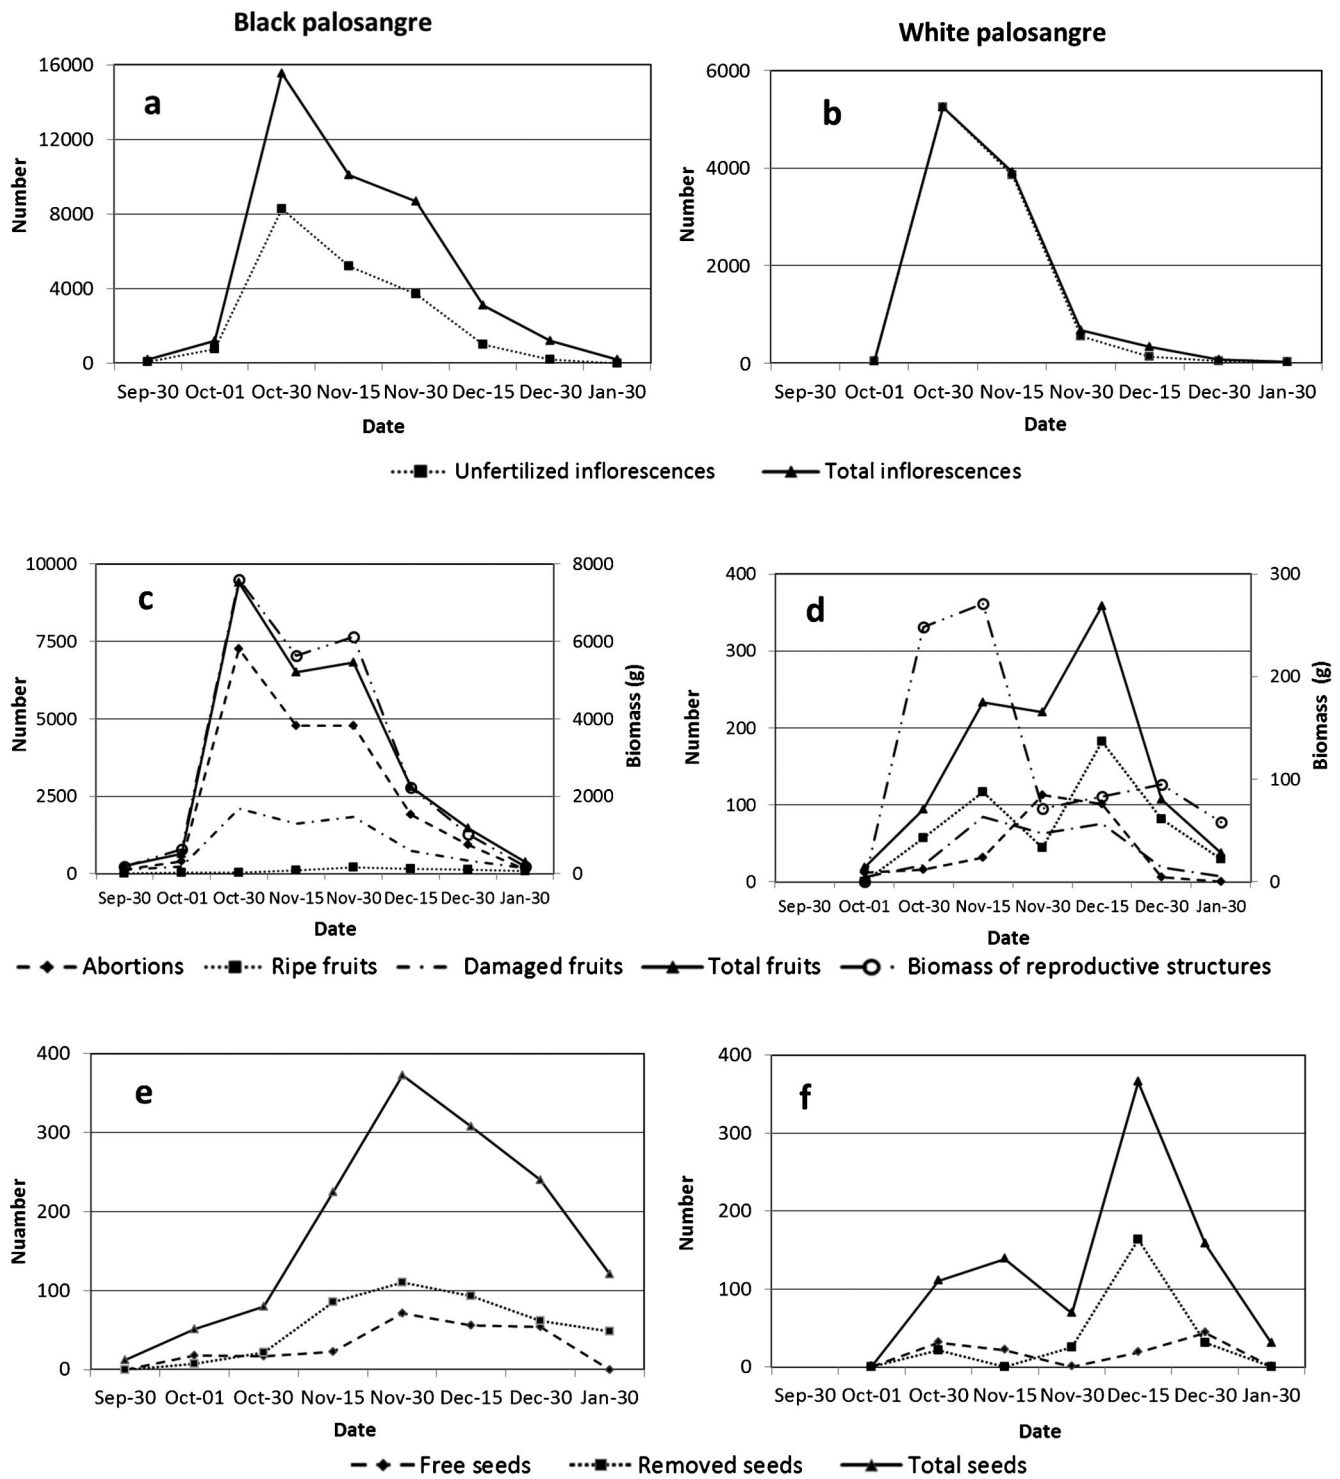 Black palosangre
White palosangre
a
16000
12000
8000
4000
0
Number
Sep-30 Oct-01 Oct-30 Nov-15 Nov-30 Dec-15 Dec-30 Jan-30
Date
b
6000
4000
2000
0
Number
Sep-30 Oct-01 Oct-30 Nov-15 Nov-30 Dec-15 Dec-30 Jan-30
Date
Unfertilized inflorescences Total inflorescences
c
10000
7500
5000
2500
0
Number
8000
6000
4000
2000
0
Biomass (g)
Sep-30 Oct-01 Oct-30 Nov-15 Nov-30 Dec-15 Dec-30 Jan-30
Date
d
400
300
200
100
0
Number
300
200
100
0
Biomass (g)
Sep-30 Oct-01 Oct-30 Nov-15 Nov-30 Dec-15 Dec-30 Jan-30
Date
Abortions Ripe fruits Damaged fruits Total fruits Biomass of reproductive structures
e
400
300
200
100
0
Nuamber
Sep-30 Oct-01 Oct-30 Nov-15 Nov-30 Dec-15 Dec-30 Jan-30
Date
f
400
300
200
100
0
Number
Sep-30 Oct-01 Oct-30 Nov-15 Nov-30 Dec-15 Dec-30 Jan-30
Date
Free seeds Removed seeds Total seeds